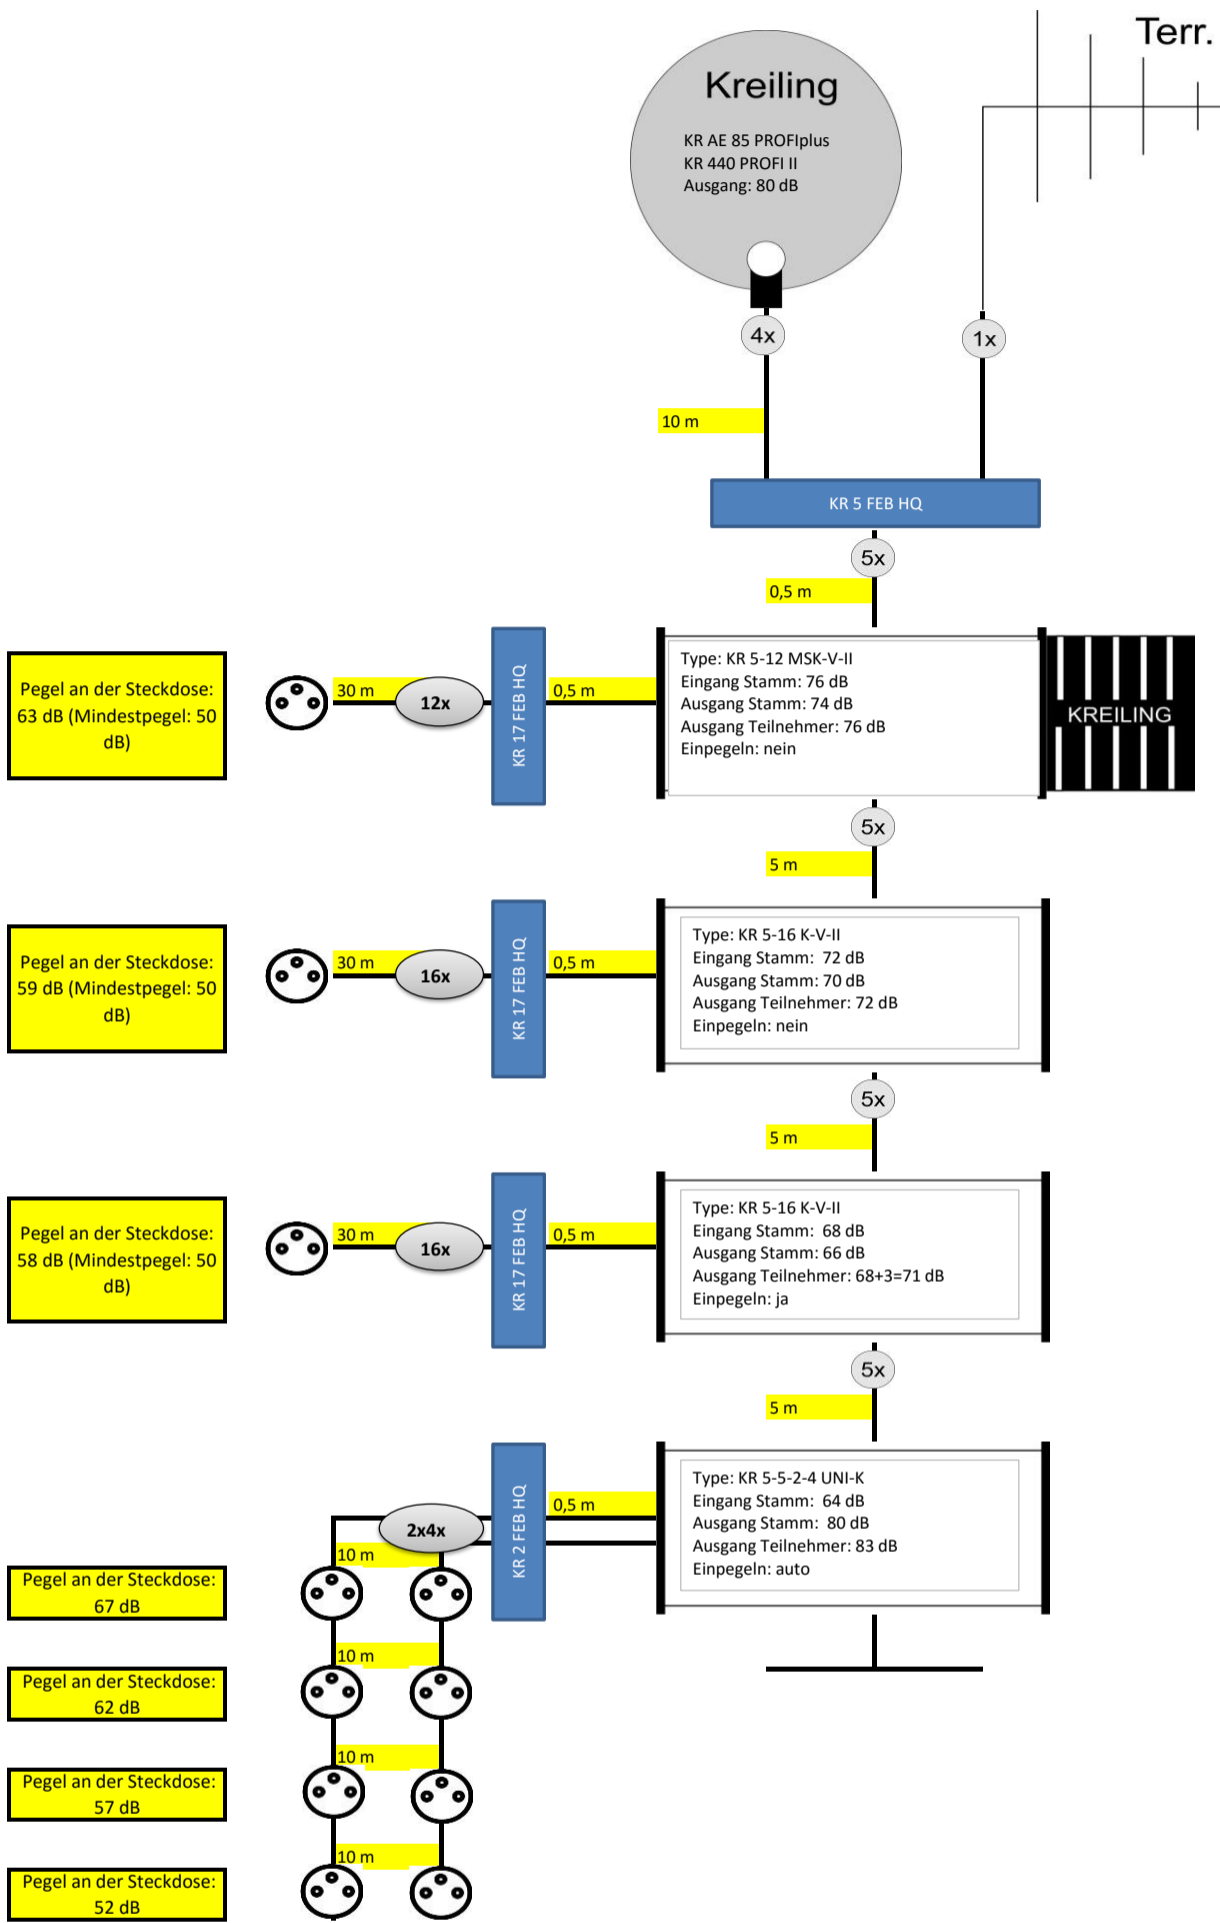 Terr.
Kreiling
KR AE 85 PROFIplus
KR 440 PROFI II
Ausgang: 80 dB
4x
1x
10 m
KR 5 FEB HQ
5x
0,5 m
Pegel an der Steckdose:
63 dB (Mindestpegel: 50
dB)
30 m
12x
KR 17 FEB HQ
0,5 m
Type: KR 5-12 MSK-V-II
Eingang Stamm: 76 dB
Ausgang Stamm: 74 dB
Ausgang Teilnehmer: 76 dB
Einpegeln: nein
KREILING
5x
5 m
Pegel an der Steckdose:
59 dB (Mindestpegel: 50
dB)
30 m
16x
KR 17 FEB HQ
0,5 m
Type: KR 5-16 K-V-II
Eingang Stamm:  72 dB
Ausgang Stamm: 70 dB
Ausgang Teilnehmer: 72 dB
Einpegeln: nein
5x
5 m
Pegel an der Steckdose:
58 dB (Mindestpegel: 50
dB)
30 m
16x
KR 17 FEB HQ
0,5 m
Type: KR 5-16 K-V-II
Eingang Stamm:  68 dB
Ausgang Stamm: 66 dB
Ausgang Teilnehmer: 68+3=71 dB
Einpegeln: ja
5x
5 m
2x4x
KR 2 FEB HQ
0,5 m
Type: KR 5-5-2-4 UNI-K
Eingang Stamm:  64 dB
Ausgang Stamm:  80 dB
Ausgang Teilnehmer: 83 dB
Einpegeln: auto
10 m
Pegel an der Steckdose:
67 dB
10 m
Pegel an der Steckdose:
62 dB
10 m
Pegel an der Steckdose:
57 dB
10 m
Pegel an der Steckdose:
52 dB